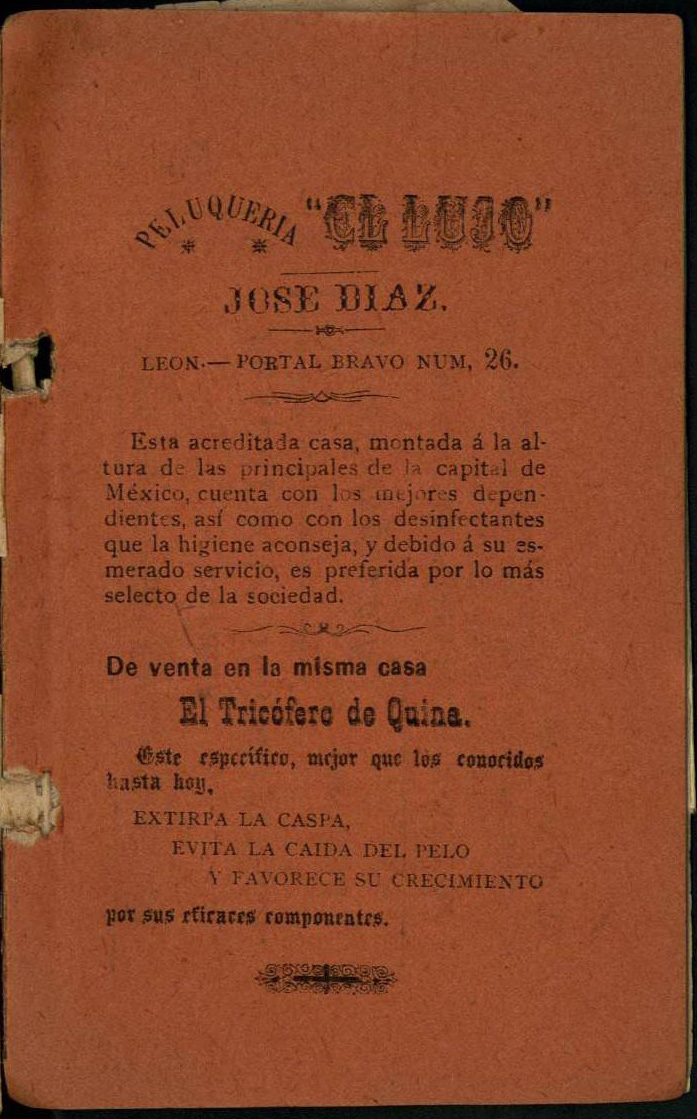 PELUQUERIA "EL LUJO"
JOSE DIAZ.
LEON.— PORTAL BRAVO NUM, 26.
Esta acreditada casa, montada á la al-
tura de las principales de la capital de
México, cuenta con los mejores depen-
dientes, así como con los desinfectantes
que la higiene aconseja, y debido á su es-
merado servicio, es preferida por lo más
selecto de la sociedad.
De venta en la misma casa
El Tricófero de Quina.
Este específico, mejor que los conocidos
hasta hoy,
EXTIRPA LA CASPA,
EVITA LA CAIDA DEL PELO
Y FAVORECE SU CRECIMIENTO
por sus eficaces componentes.